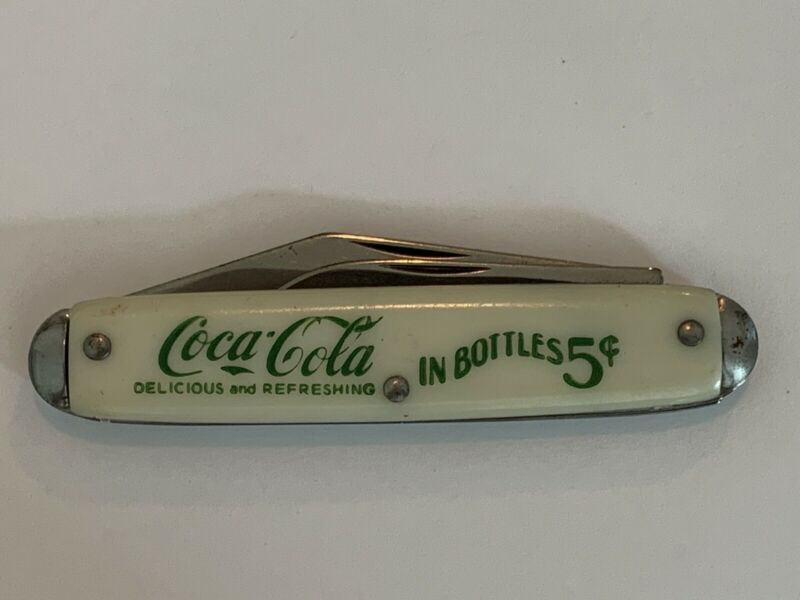 Coca-Cola
DELICIOUS and REFRESHING
IN BOTTLES 5¢